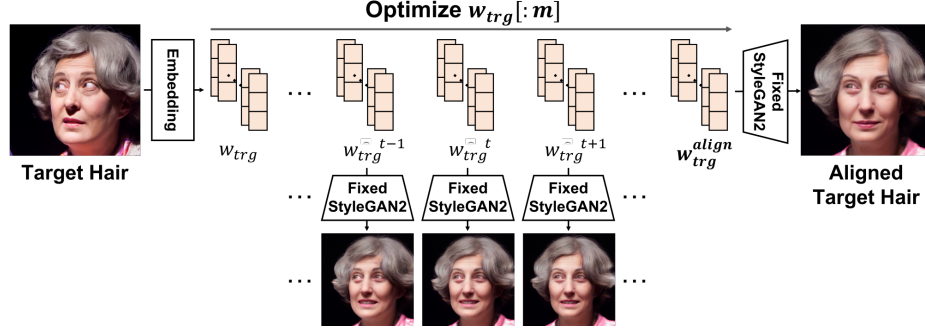 Optimize w_trg[: m]
Embedding
Fixed
StyleGAN2
...
...
w_trg
w_trg^t-1
w_trg^t
w_trg^t+1
w_trg^align
Target Hair
Aligned
Target Hair
...
Fixed
StyleGAN2
Fixed
StyleGAN2
Fixed
StyleGAN2
...
...
...